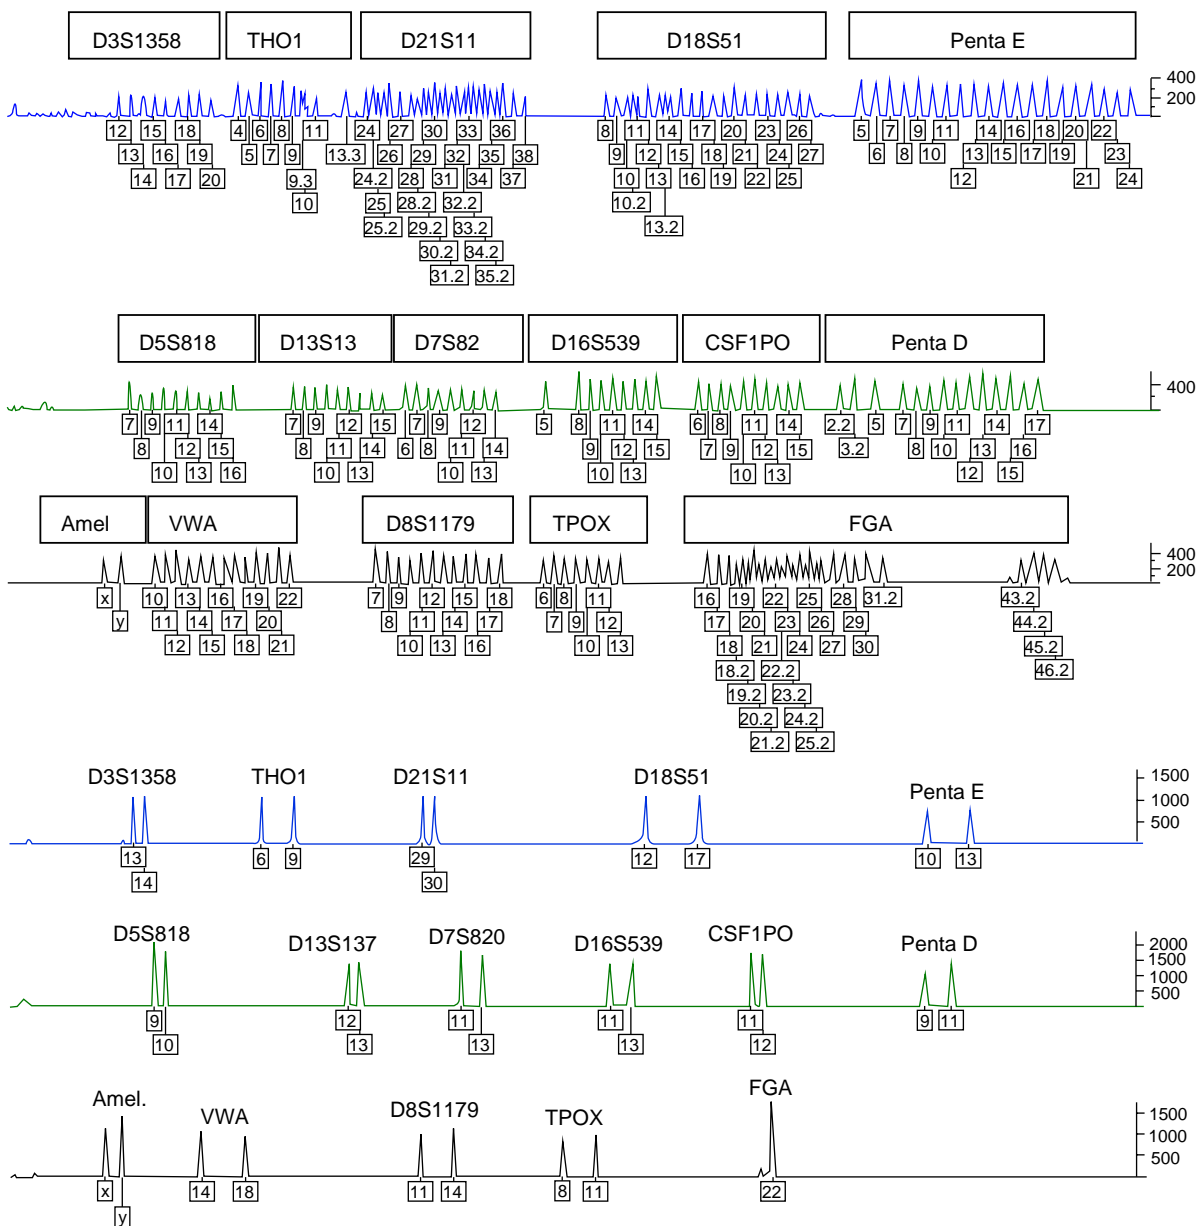 D3S1358 THO1 D21S11 D18S51 Penta E
400
200
12 15 18 4 6 8 11 24 27 30 33 36 8 11 14 17 20 23 26 5 7 9 11 14 16 18 20 22
13 16 19 5 7 9 13.3 26 29 32 35 38 9 12 15 18 21 24 27 6 8 10 13 15 17 19 23
14 17 20 9.3 24.2 28 31 34 37 10 13 16 19 22 25 12 21 24
10 25 28.2 32.2 10.2
25.2 29.2 33.2 13.2
30.2 34.2
31.2 35.2
D5S818 D13S13 D7S82 D16S539 CSF1PO Penta D
400
7 9 11 14 7 9 12 15 7 9 12 5 8 11 14 6 8 11 14 2.2 5 7 9 11 14 17
8 12 15 8 11 14 6 8 11 14 9 12 15 7 9 12 15 3.2 8 10 13 16
10 13 16 10 13 10 13 10 13 10 13 12 15
Amel VWA D8S1179 TPOX FGA
400
200
x 10 13 16 19 22 7 9 12 15 18 6 8 11 16 19 22 25 28 31.2 43.2
y 11 14 17 20 8 11 14 17 7 9 12 17 20 23 26 29 44.2
12 15 18 21 10 13 16 10 13 18 21 24 27 30 45.2
18.2 22.2 46.2
19.2 23.2
20.2 24.2
21.2 25.2
D3S1358 THO1 D21S11 D18S51 Penta E
1500
1000
500
13 6 9 29 12 17 10 13
14 30
D5S818 D13S137 D7S820 D16S539 CSF1PO Penta D
2000
1500
1000
500
9 12 11 11 11 9 11
10 13 13 13 12
Amel. VWA D8S1179 TPOX FGA
1500
1000
500
x 14 18 11 14 8 11 22
y